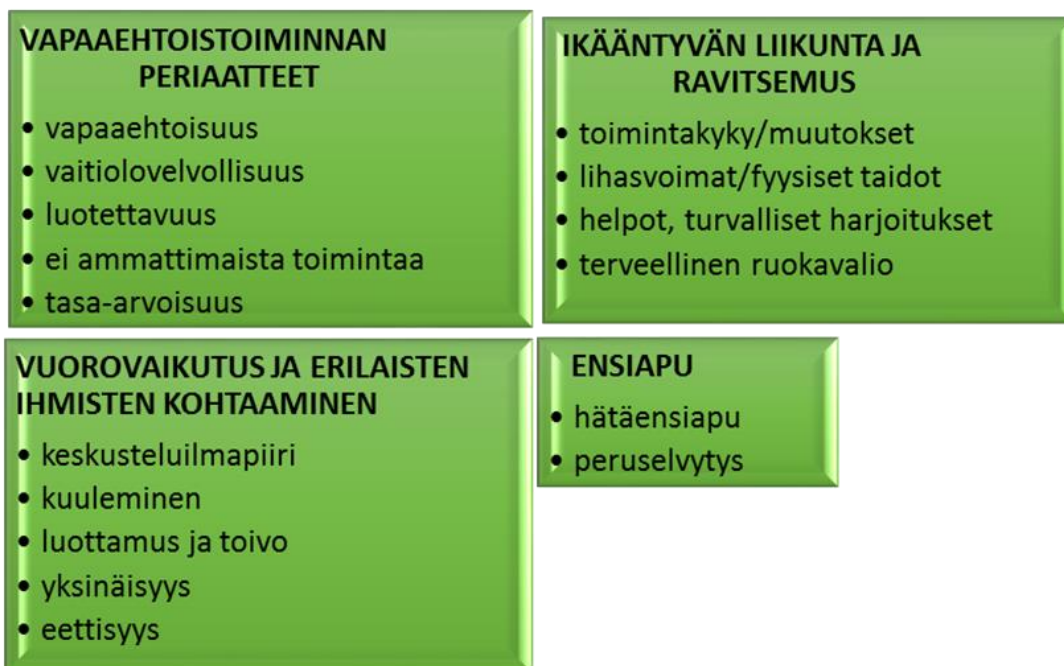 VAPAAEHTOISTOIMINNAN
PERIAATTEET
• vapaaehtoisuus
• vaitiolovelvollisuus
• luotettavuus
• ei ammattimaista toimintaa
• tasa-arvoisuus
IKÄÄNTYVÄN LIIKUNTA JA
RAVITSEMUS
• toimintakyky/muutokset
• lihasvoimat/fyysiset taidot
• helpot, turvalliset harjoitukset
• terveellinen ruokavalio
VUOROVAIKUTUS JA ERILAISTEN
IHMISTEN KOHTAAMINEN
• keskusteluilmapiiri
• kuuleminen
• luottamus ja toivo
• yksinäisyys
• eettisyys
ENSIAPU
• hätäensiapu
• peruselvytys